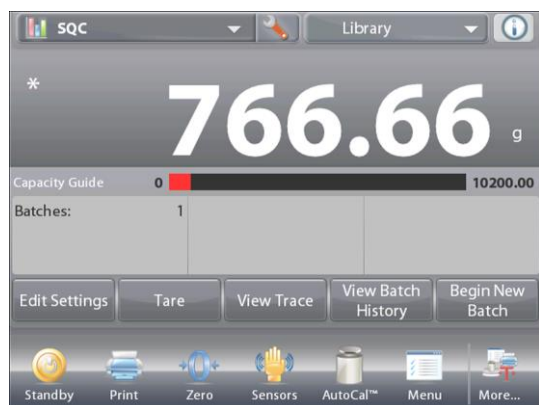 SQC Library
* 766.66 g
Capacity Guide 0 10200.00
Batches: 1
Edit Settings Tare View Trace View Batch History Begin New Batch
Standby Print Zero Sensors AutoCal™ Menu More...